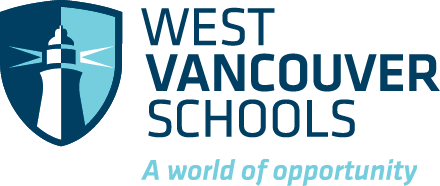 WEST
VANCOUVER
SCHOOLS
A world of opportunity